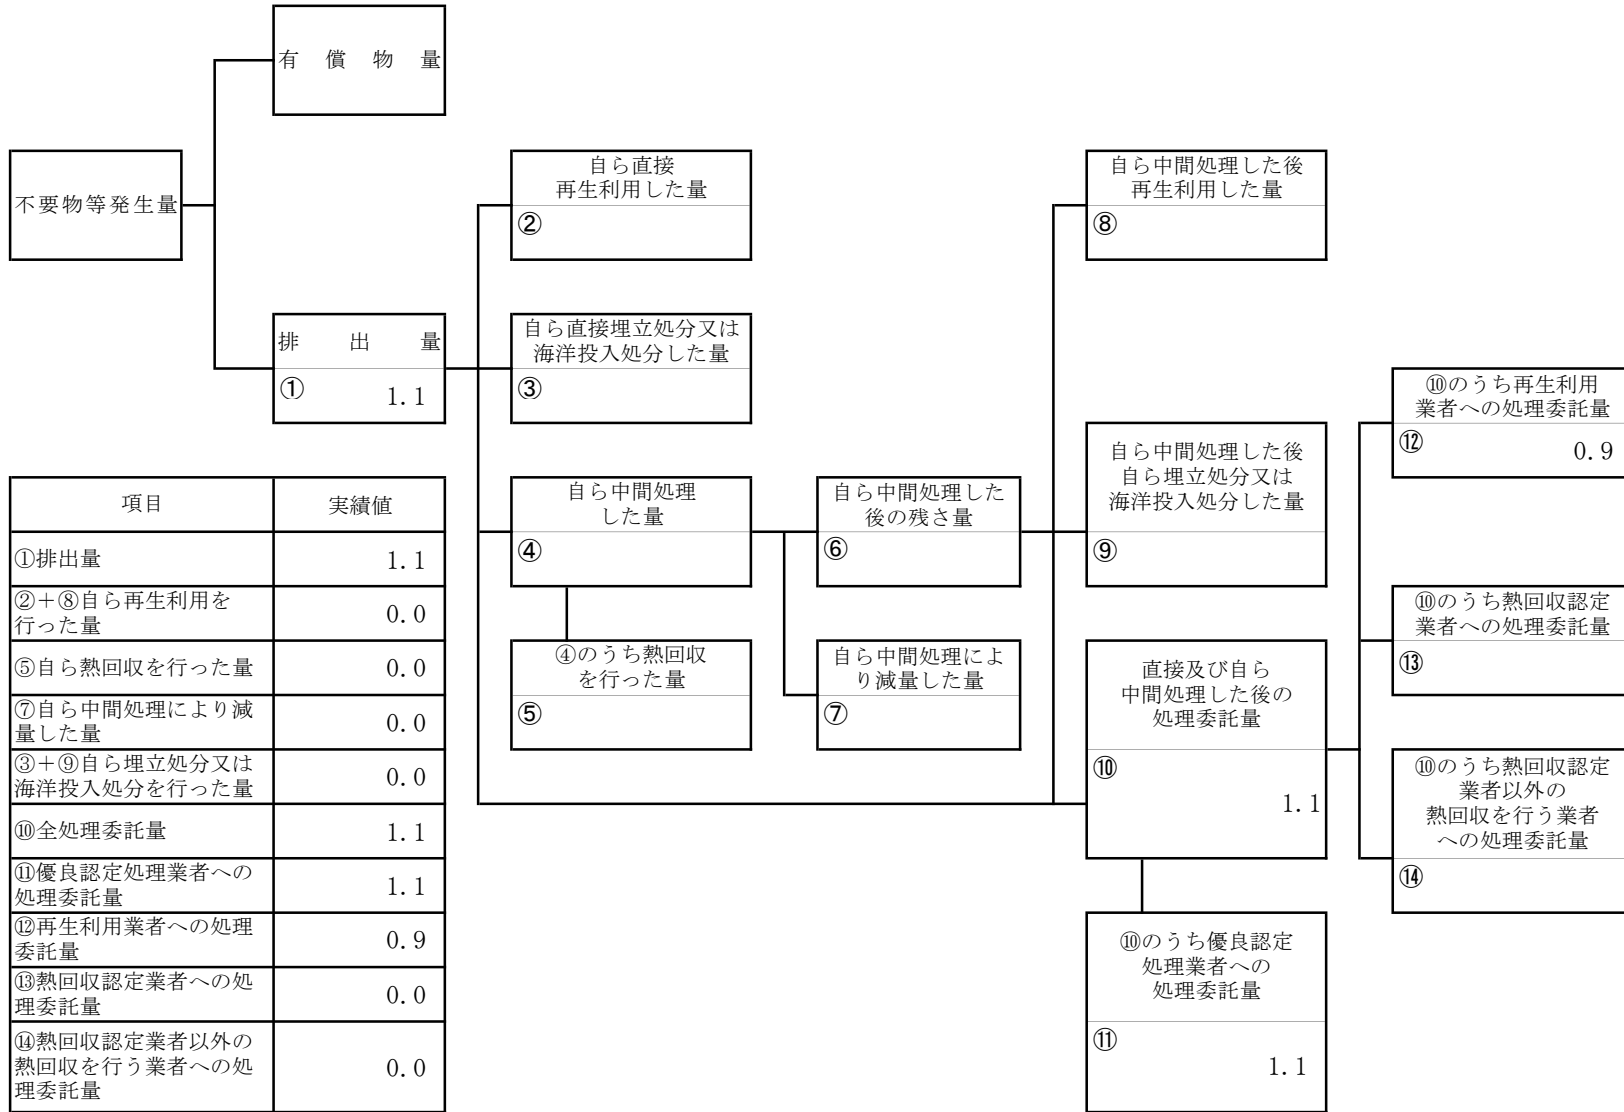 有償物量
不要物等発生量
排出量
① 1.1
自ら直接
再生利用した量
②
自ら直接埋立処分又は
海洋投入処分した量
③
自ら中間処理
した量
④
④のうち熱回収
を行った量
⑤
自ら中間処理した
後の残さ量
⑥
自ら中間処理によ
り減量した量
⑦
自ら中間処理した後
再生利用した量
⑧
自ら中間処理した後
自ら埋立処分又は
海洋投入処分した量
⑨
直接及び自ら
中間処理した後の
処理委託量
⑩
1.1
⑩のうち優良認定
処理業者への
処理委託量
⑪
1.1
⑩のうち再生利用
業者への処理委託量
⑫ 0.9
⑩のうち熱回収認定
業者への処理委託量
⑬
⑩のうち熱回収認定
業者以外の
熱回収を行う業者
への処理委託量
⑭
項目 実績値
①排出量 1.1
②+⑧自ら再生利用を
行った量 0.0
⑤自ら熱回収を行った量 0.0
⑦自ら中間処理により減
量した量 0.0
③+⑨自ら埋立処分又は
海洋投入処分を行った量 0.0
⑩全処理委託量 1.1
⑪優良認定処理業者への
処理委託量 1.1
⑫再生利用業者への処理
委託量 0.9
⑬熱回収認定業者への処
理委託量 0.0
⑭熱回収認定業者以外の
熱回収を行う業者への処
理委託量 0.0